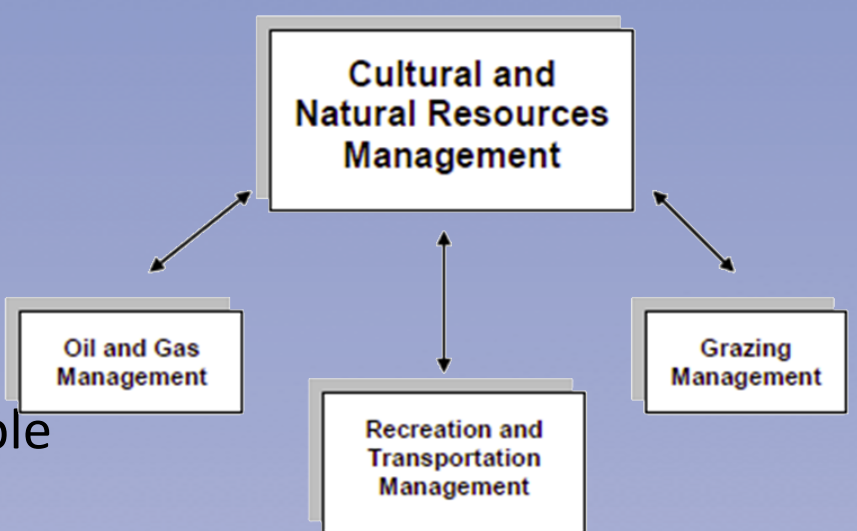 Cultural and
Natural Resources
Management
Oil and Gas
Management
Grazing
Management
Recreation and
Transportation
Management